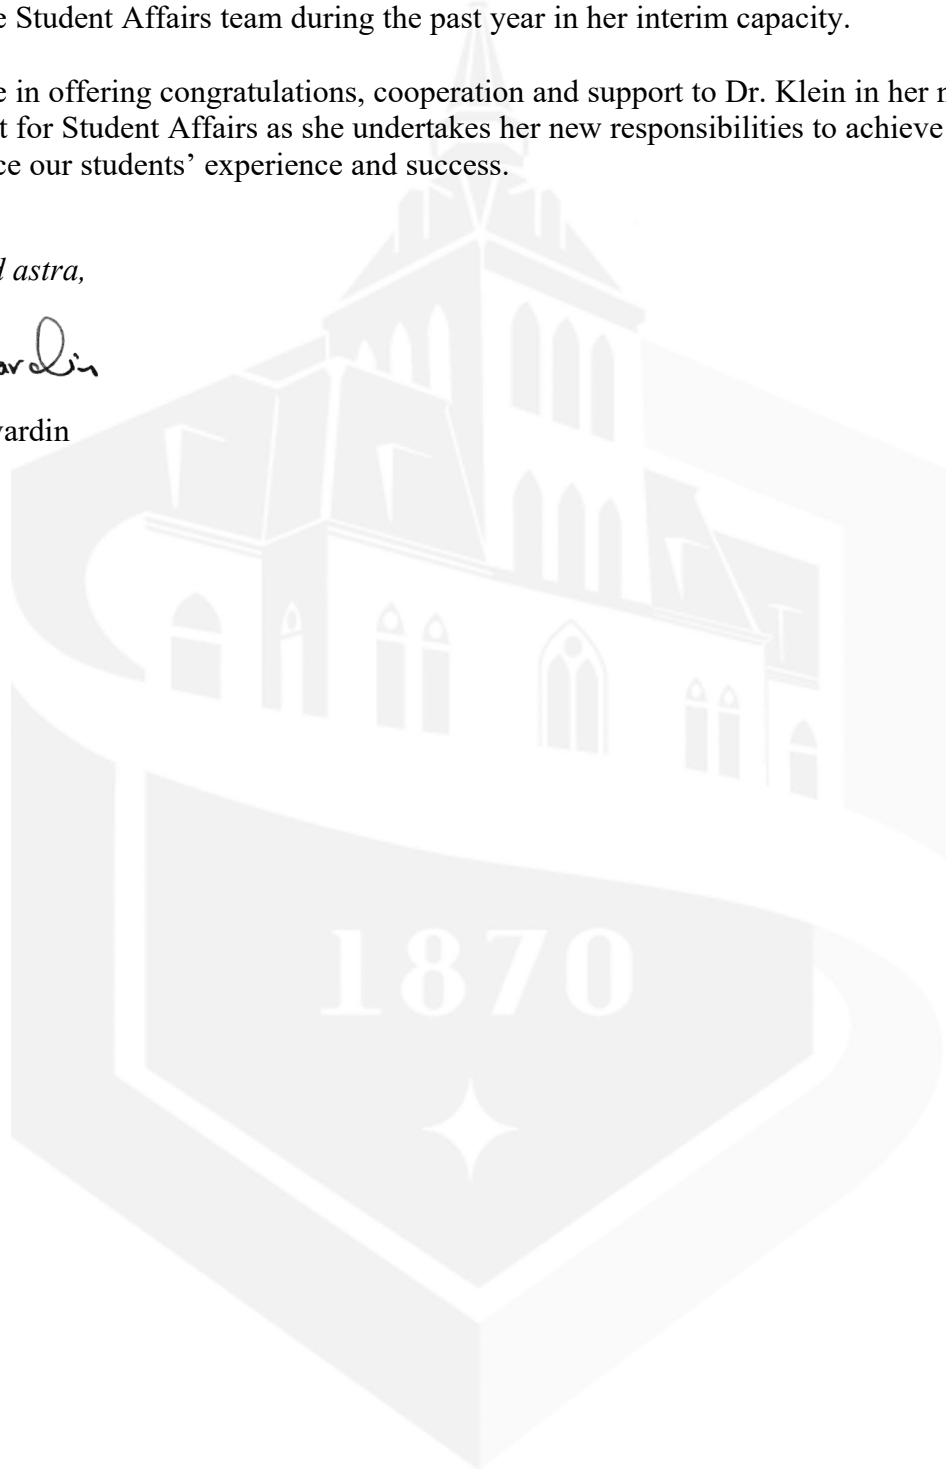 Student Affairs team during the past year in her interim capacity.
in offering congratulations, cooperation and support to Dr. Klein in her
for Student Affairs as she undertakes her new responsibilities to achieve
our students’ experience and success.
astra,
1870